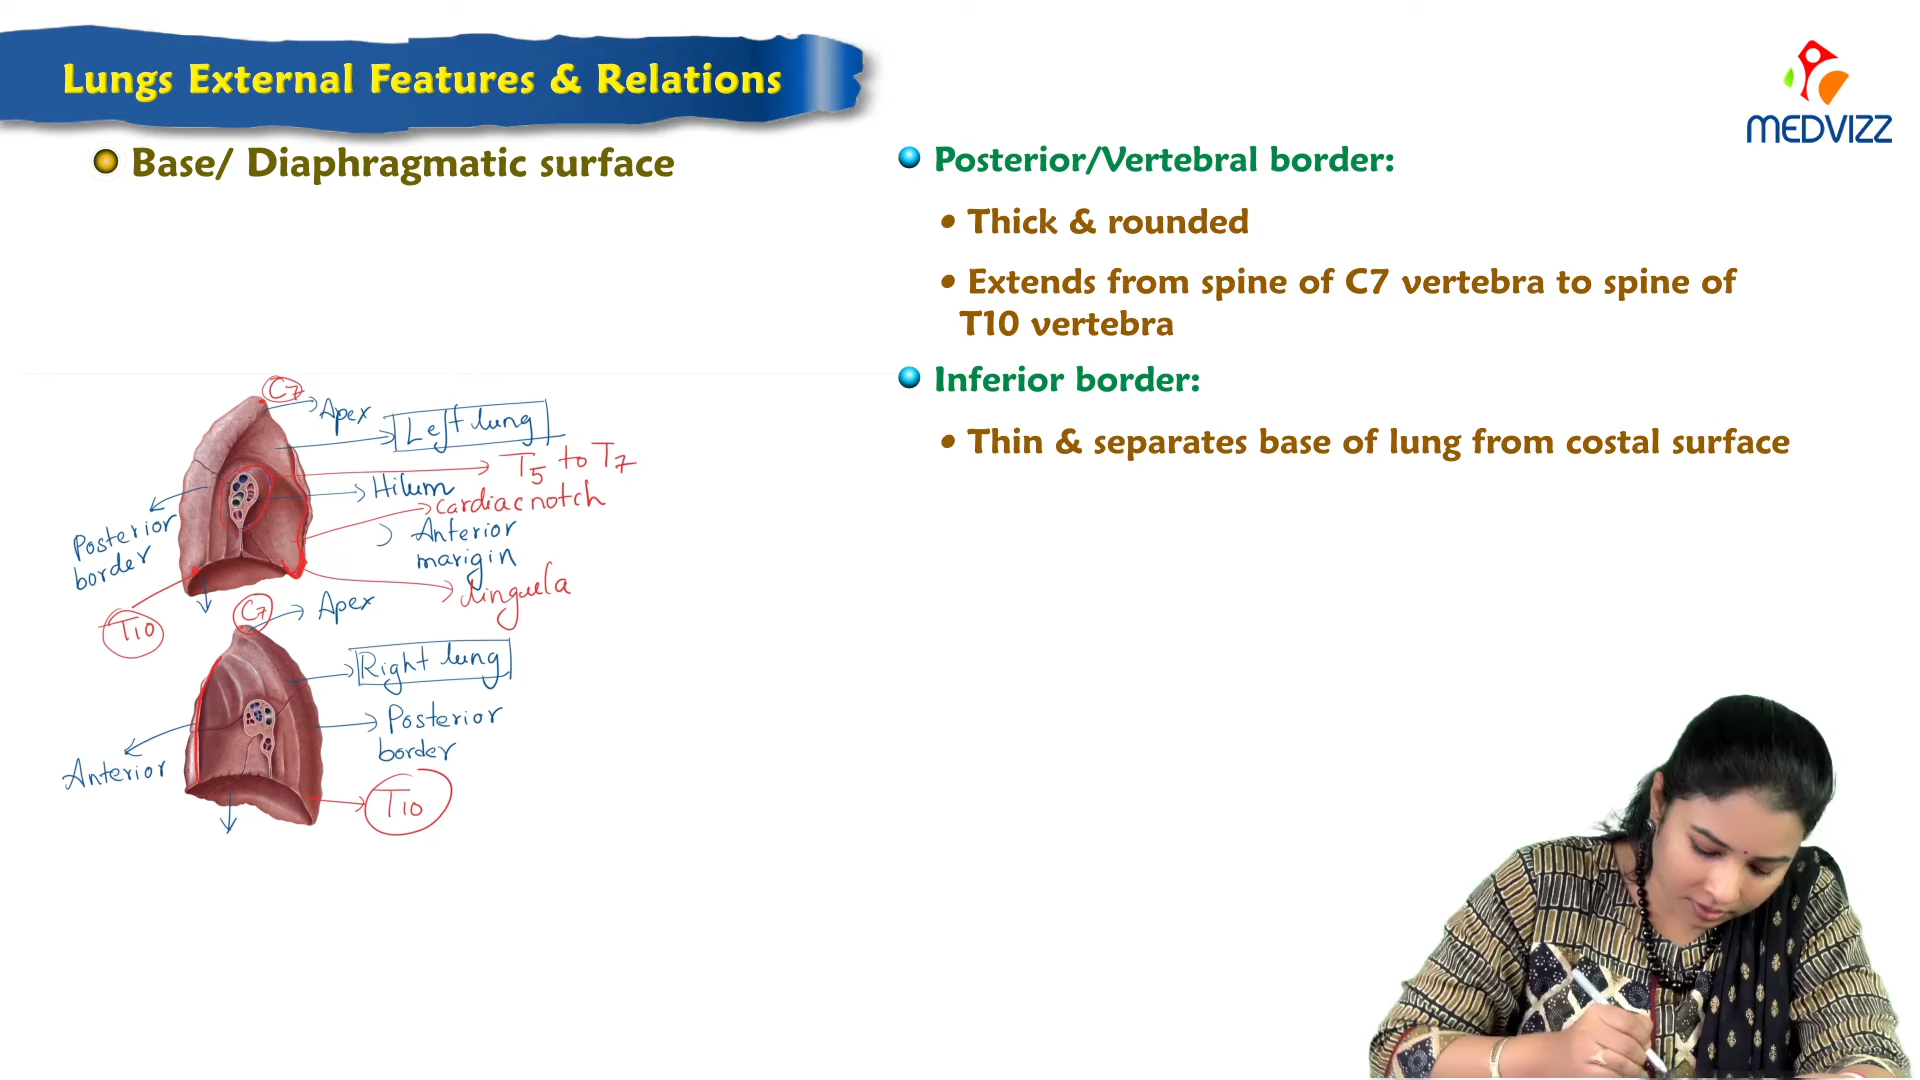 Lungs External Features & Relations
MEDVIZZ
Base/ Diaphragmatic surface
C7
Apex
Left lung
T5 to T7
Hilum
Cardiac notch
Anterior
marigin
Posterior
border
Linguela
T10
C7
Apex
Right lung
Posterior
border
Anterior
T10
Posterior/Vertebral border:
• Thick & rounded
• Extends from spine of C7 vertebra to spine of
T10 vertebra
Inferior border:
• Thin & separates base of lung from costal surface